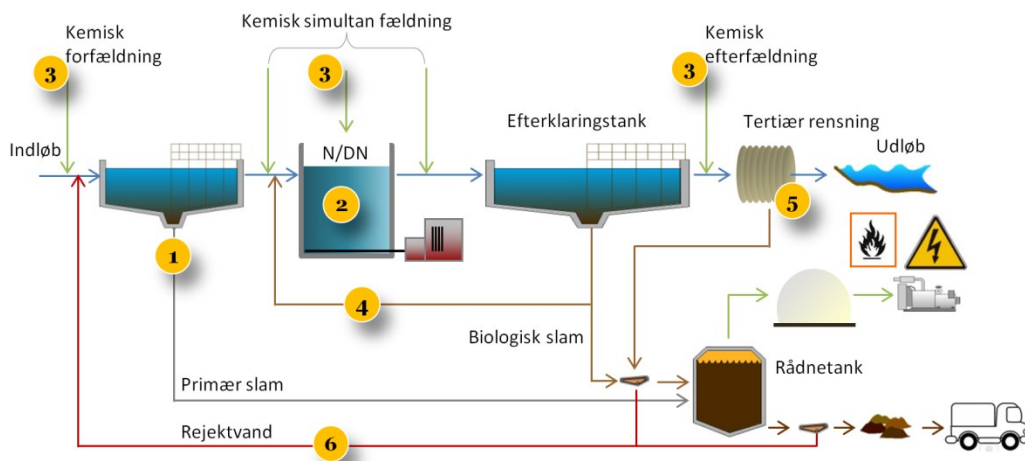 Kemisk simultan fældning
Kemisk
forfældning
Kemisk
efterfældning
3
3
3
Indløb
N/DN
Efterklaringstank
Tertiær rensning
Udløb
2
5
1
4
Biologisk slam
Primær slam
Rådnetank
Rejektvand
6